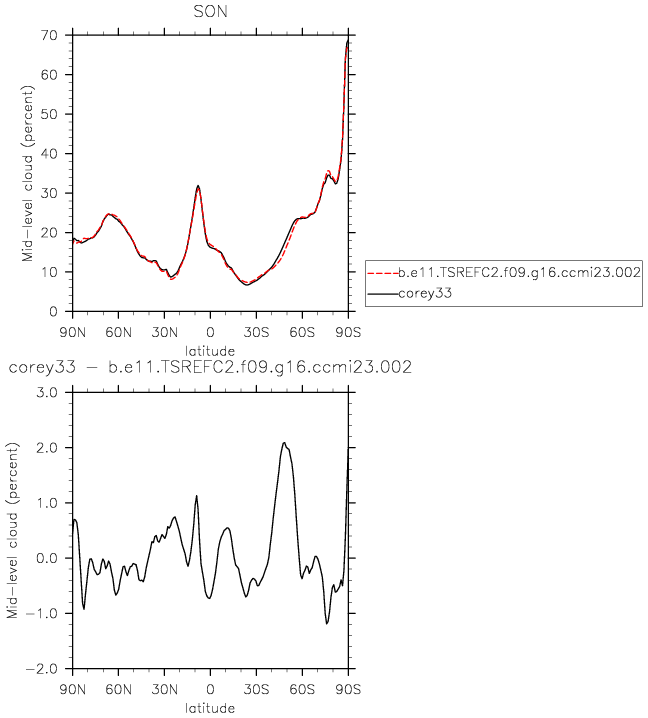 SON
Mid-level cloud (percent)
70
60
50
40
30
20
10
0
90N 60N 30N 0 30S 60S 90S
latitude
b.e11.TSREFC2.f09.g16.ccmi23.002
corey33
corey33 − b.e11.TSREFC2.f09.g16.ccmi23.002
Mid-level cloud (percent)
3.0
2.0
1.0
0.0
−1.0
−2.0
90N 60N 30N 0 30S 60S 90S
latitude